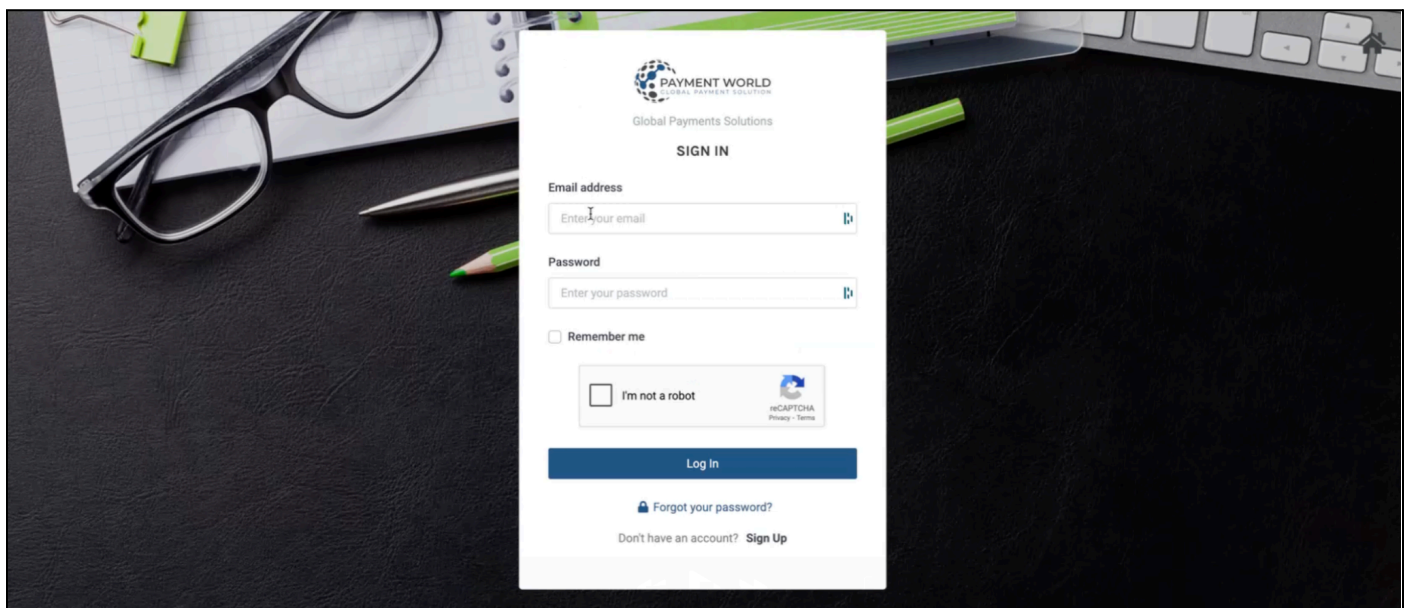 PAYMENT WORLD
GLOBAL PAYMENT SOLUTION
Global Payments Solutions
SIGN IN
Email address
Enter your email
Password
Enter your password
Remember me
I'm not a robot
reCAPTCHA
Privacy - Terms
Log In
Forgot your password?
Don't have an account? Sign Up